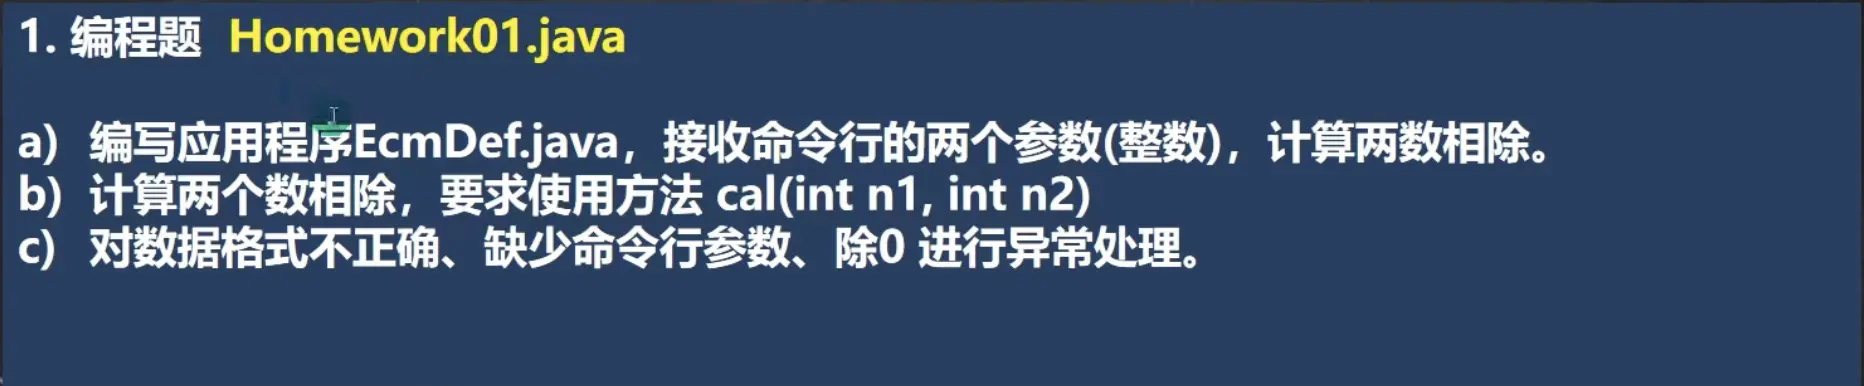 1. 编程题 Homework01.java
a) 编写应用程序EcmDef.java，接收命令行的两个参数(整数)，计算两数相除。
b) 计算两个数相除，要求使用方法 cal(int n1, int n2)
c) 对数据格式不正确、缺少命令行参数、除0 进行异常处理。